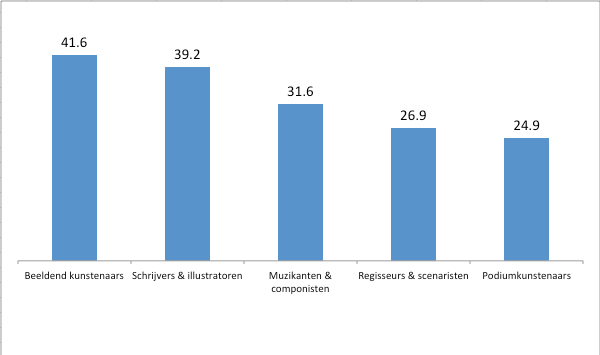 41.6
39.2
31.6
26.9
24.9
Beeldend kunstenaars
Schrijvers & illustratoren
Muzikanten &
componisten
Regisseurs & scenaristen
Podiumkunstenaars